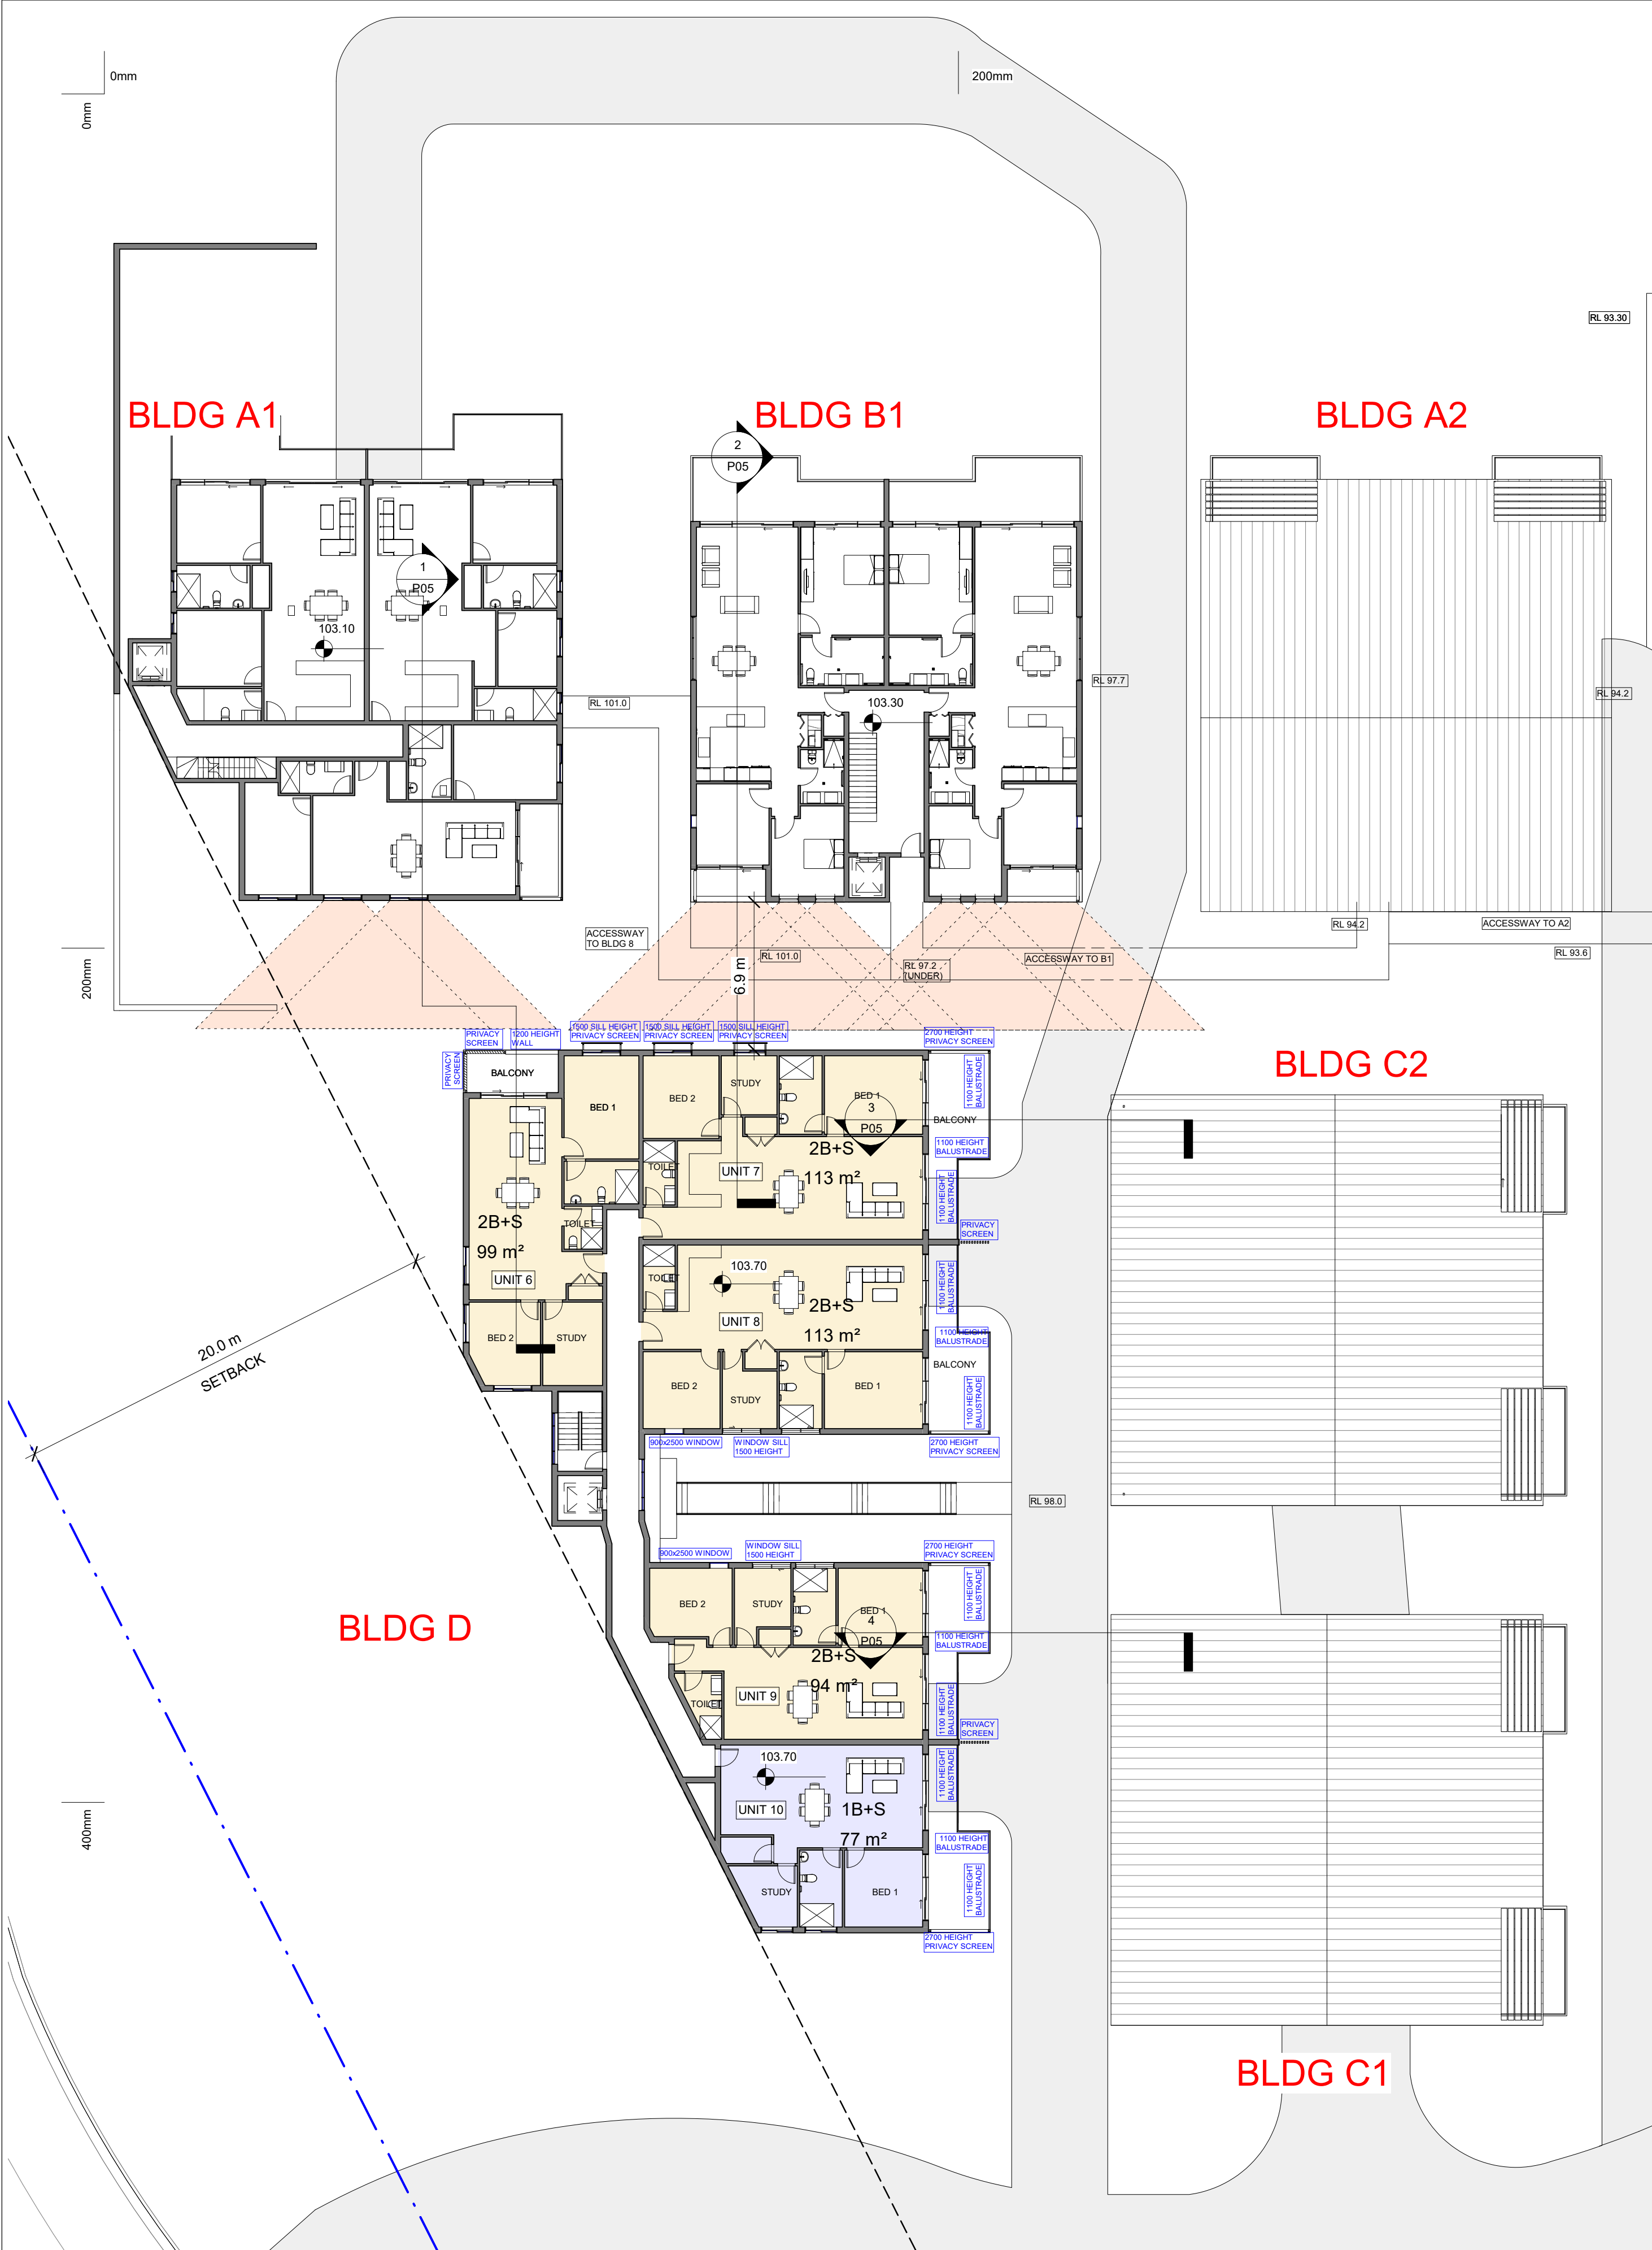 0mm
200mm
0mm
RL 93.30
BLDG A1
BLDG B1
BLDG A2
2
P05
1
P05
103.10
RL 97.7
RL 94.2
RL 101.0
103.30
ACCESSWAY
TO BLDG 8
RL 94.2
ACCESSWAY TO A2
RL 101.0
RL 93.6
ACCESSWAY TO B1
RL 97.2
(UNDER)
200mm
6.9 m
PRIVACY
SCREEN
1200 HEIGHT
WALL
1500 SILL HEIGHT
PRIVACY SCREEN
1500 SILL HEIGHT
PRIVACY SCREEN
1500 SILL HEIGHT
PRIVACY SCREEN
2700 HEIGHT
PRIVACY SCREEN
BLDG C2
PRIVACY
SCREEN
BALCONY
STUDY
1100 HEIGHT
BALUSTRADE
BED 1
BED 2
BED 1
3
P05
BALCONY
1100 HEIGHT
BALUSTRADE
2B+S
113 m²
UNIT 7
TOILET
1100 HEIGHT
BALUSTRADE
PRIVACY
SCREEN
2B+S
99 m²
TOILET
UNIT 6
103.70
TOILET
1100 HEIGHT
BALUSTRADE
2B+S
113 m²
UNIT 8
1100 HEIGHT
BALUSTRADE
BED 2
STUDY
BALCONY
20.0 m
SETBACK
BED 2
STUDY
BED 1
1100 HEIGHT
BALUSTRADE
900x2500 WINDOW
WINDOW SILL
1500 HEIGHT
2700 HEIGHT
PRIVACY SCREEN
RL 98.0
900x2500 WINDOW
WINDOW SILL
1500 HEIGHT
2700 HEIGHT
PRIVACY SCREEN
BED 2
STUDY
BED 1
4
P05
1100 HEIGHT
BALUSTRADE
BLDG D
1100 HEIGHT
BALUSTRADE
2B+S
94 m²
TOILET
UNIT 9
1100 HEIGHT
BALUSTRADE
PRIVACY
SCREEN
103.70
1100 HEIGHT
BALUSTRADE
UNIT 10
1B+S
77 m²
1100 HEIGHT
BALUSTRADE
400mm
STUDY
BED 1
1100 HEIGHT
BALUSTRADE
2700 HEIGHT
PRIVACY SCREEN
BLDG C1